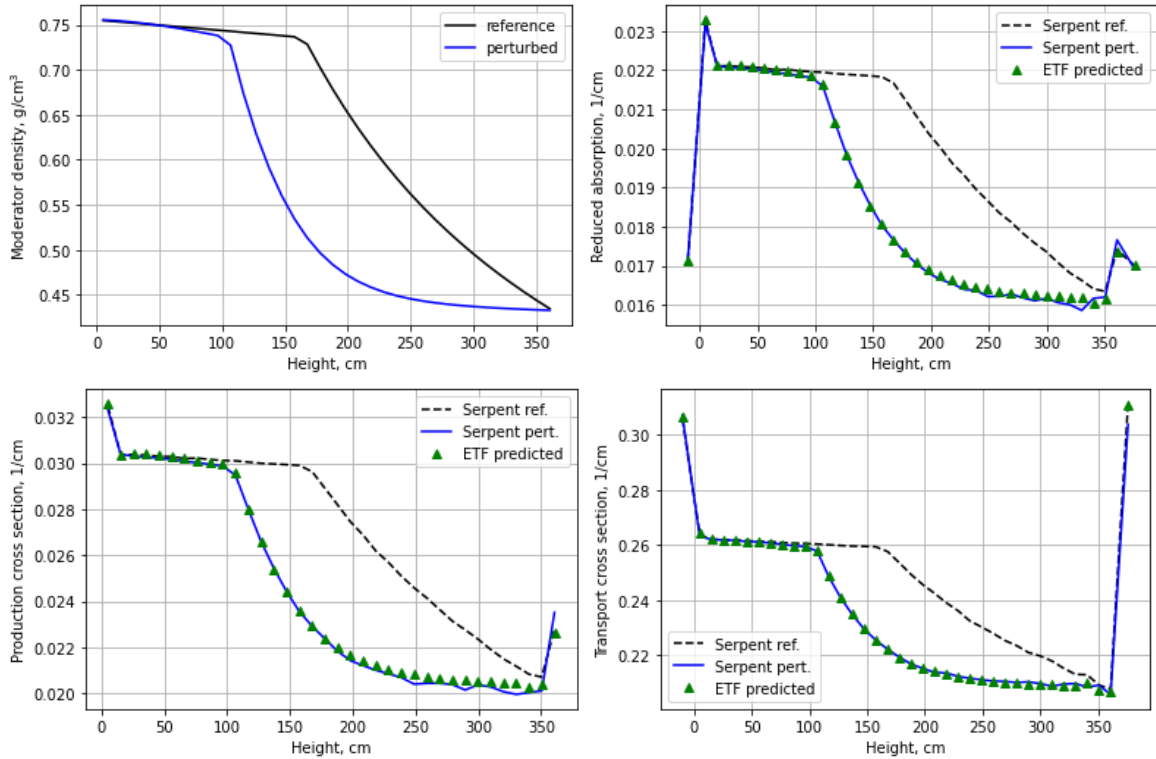 0.75
0.70
0.65
0.60
0.55
0.50
0.45
Moderator density, g/cm³
reference
perturbed
0 50 100 150 200 250 300 350
Height, cm
0.023
0.022
0.021
0.020
0.019
0.018
0.017
0.016
Reduced absorption, 1/cm
Serpent ref.
Serpent pert.
ETF predicted
0 50 100 150 200 250 300 350
Height, cm
0.032
0.030
0.028
0.026
0.024
0.022
0.020
Production cross section, 1/cm
Serpent ref.
Serpent pert.
ETF predicted
0 50 100 150 200 250 300 350
Height, cm
0.30
0.28
0.26
0.24
0.22
Transport cross section, 1/cm
Serpent ref.
Serpent pert.
ETF predicted
0 50 100 150 200 250 300 350
Height, cm